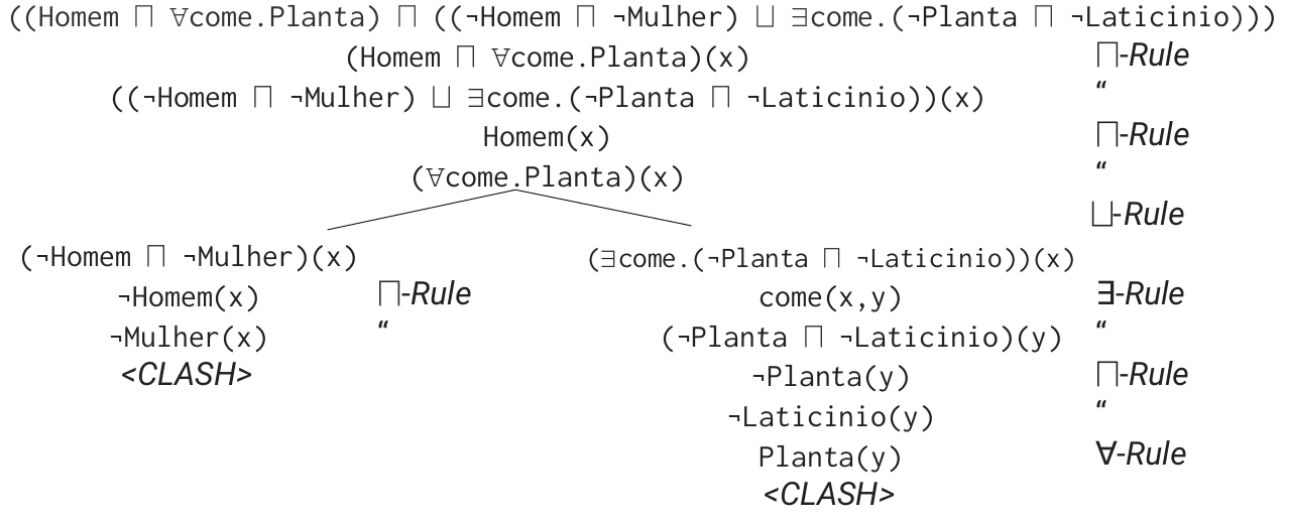 ((Homem ⊓ ∀come.Planta) ⊓ ((¬Homem ⊓ ¬Mulher) ⊔ ∃come.(¬Planta ⊓ ¬Laticinio)))
(Homem ⊓ ∀come.Planta)(x) ⊓-Rule
((¬Homem ⊓ ¬Mulher) ⊔ ∃come.(¬Planta ⊓ ¬Laticinio))(x) “
Homem(x) ⊓-Rule
(∀come.Planta)(x) “
⊔-Rule
(¬Homem ⊓ ¬Mulher)(x) (∃come.(¬Planta ⊓ ¬Laticinio))(x)
¬Homem(x) ⊓-Rule come(x,y) ∃-Rule
¬Mulher(x) “ (¬Planta ⊓ ¬Laticinio)(y) “
<CLASH> ¬Planta(y) ⊓-Rule
¬Laticinio(y) “
Planta(y) ∀-Rule
<CLASH>